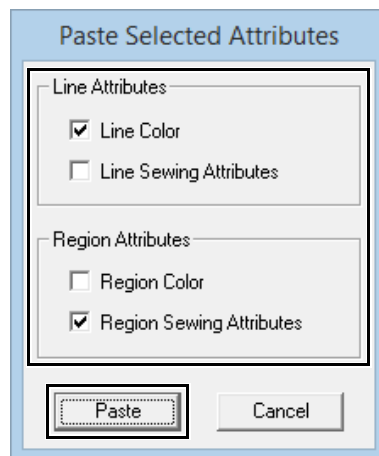 Paste Selected Attributes
Line Attributes
Line Color
Line Sewing Attributes
Region Attributes
Region Color
Region Sewing Attributes
Paste Cancel